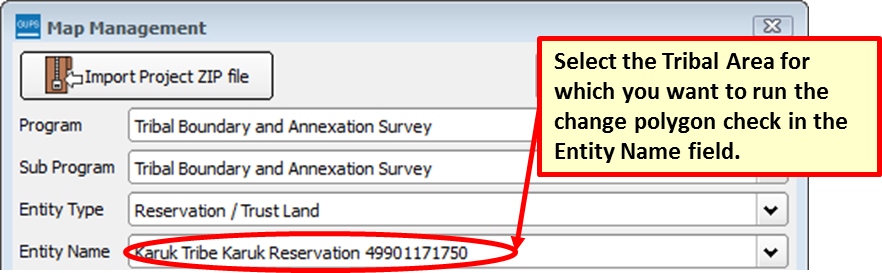 GUPS Map Management
Import Project ZIP file
Select the Tribal Area for
which you want to run the
change polygon check in the
Entity Name field.
Program Tribal Boundary and Annexation Survey
Sub Program Tribal Boundary and Annexation Survey
Entity Type Reservation / Trust Land
Entity Name Karuk Tribe Karuk Reservation 49901171750